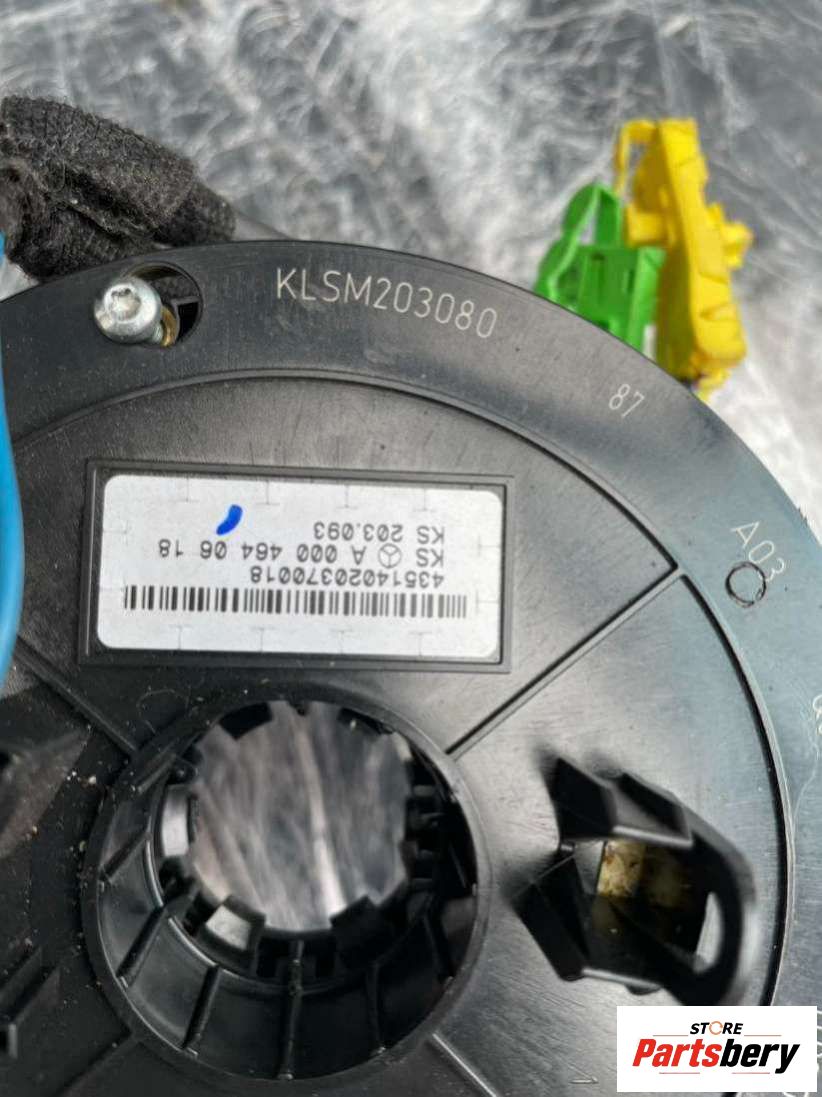 KLSM203080
87
A03
43514020370018
KS A 000 464 06 18
KS 203.093
STORE
Partsbery